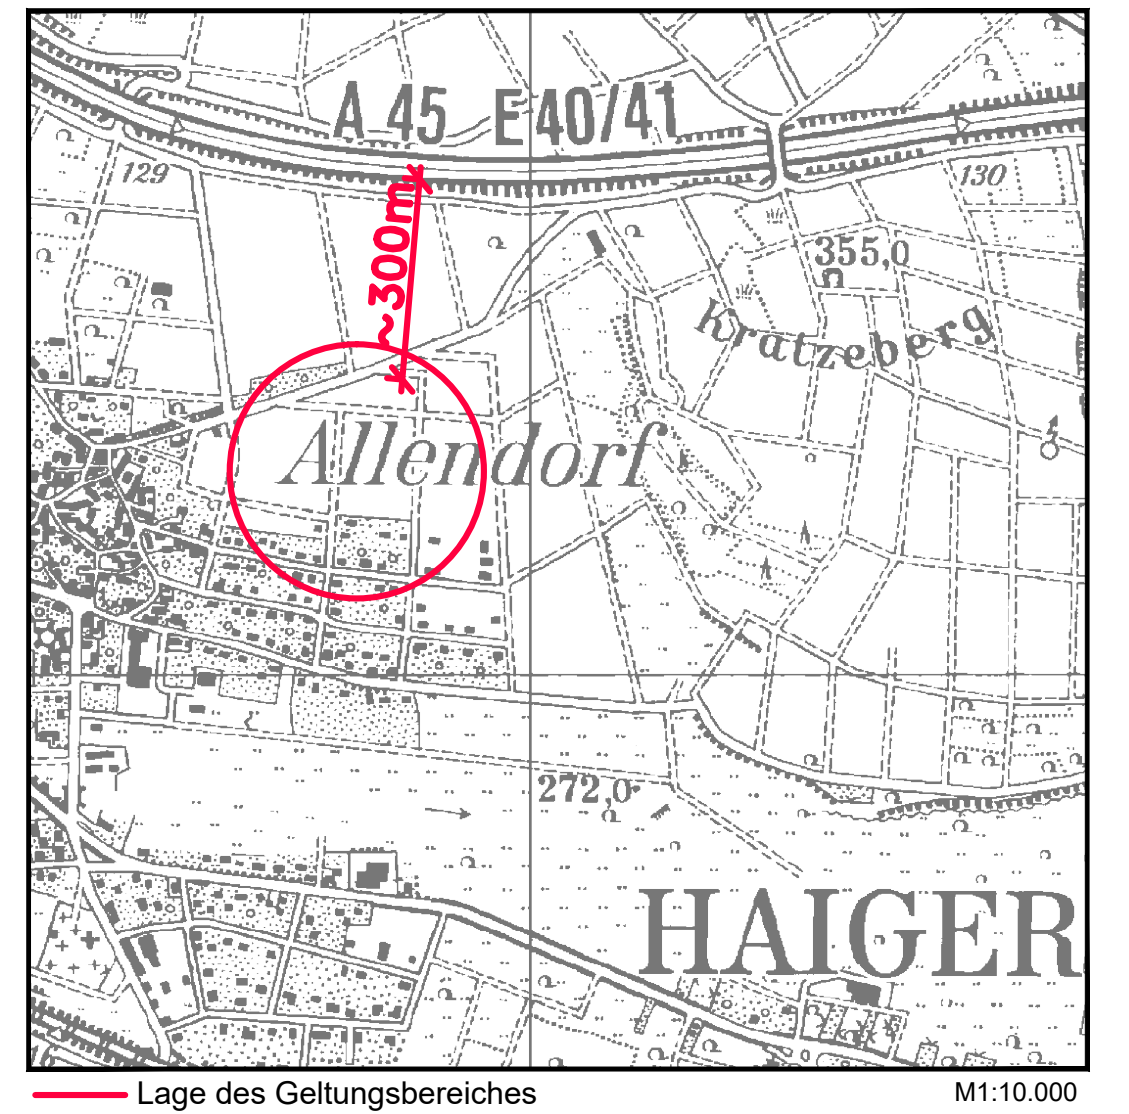 A 45 E 40/41
129
130
~300m
355,0
Kratzeberg
Allendorf
272,0
HAIGER
Lage des Geltungsbereiches
M1:10.000